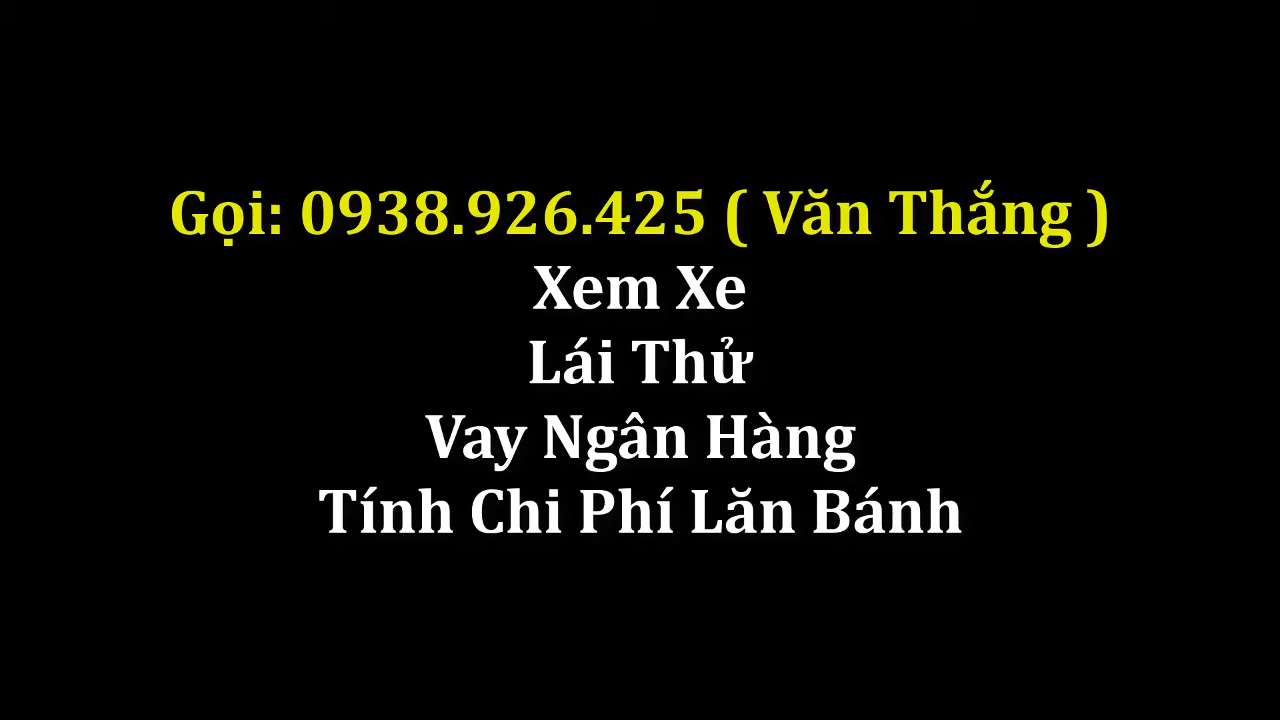 Gọi: 0938.926.425 ( Văn Thắng )
Xem Xe
Lái Thử
Vay Ngân Hàng
Tính Chi Phí Lăn Bánh